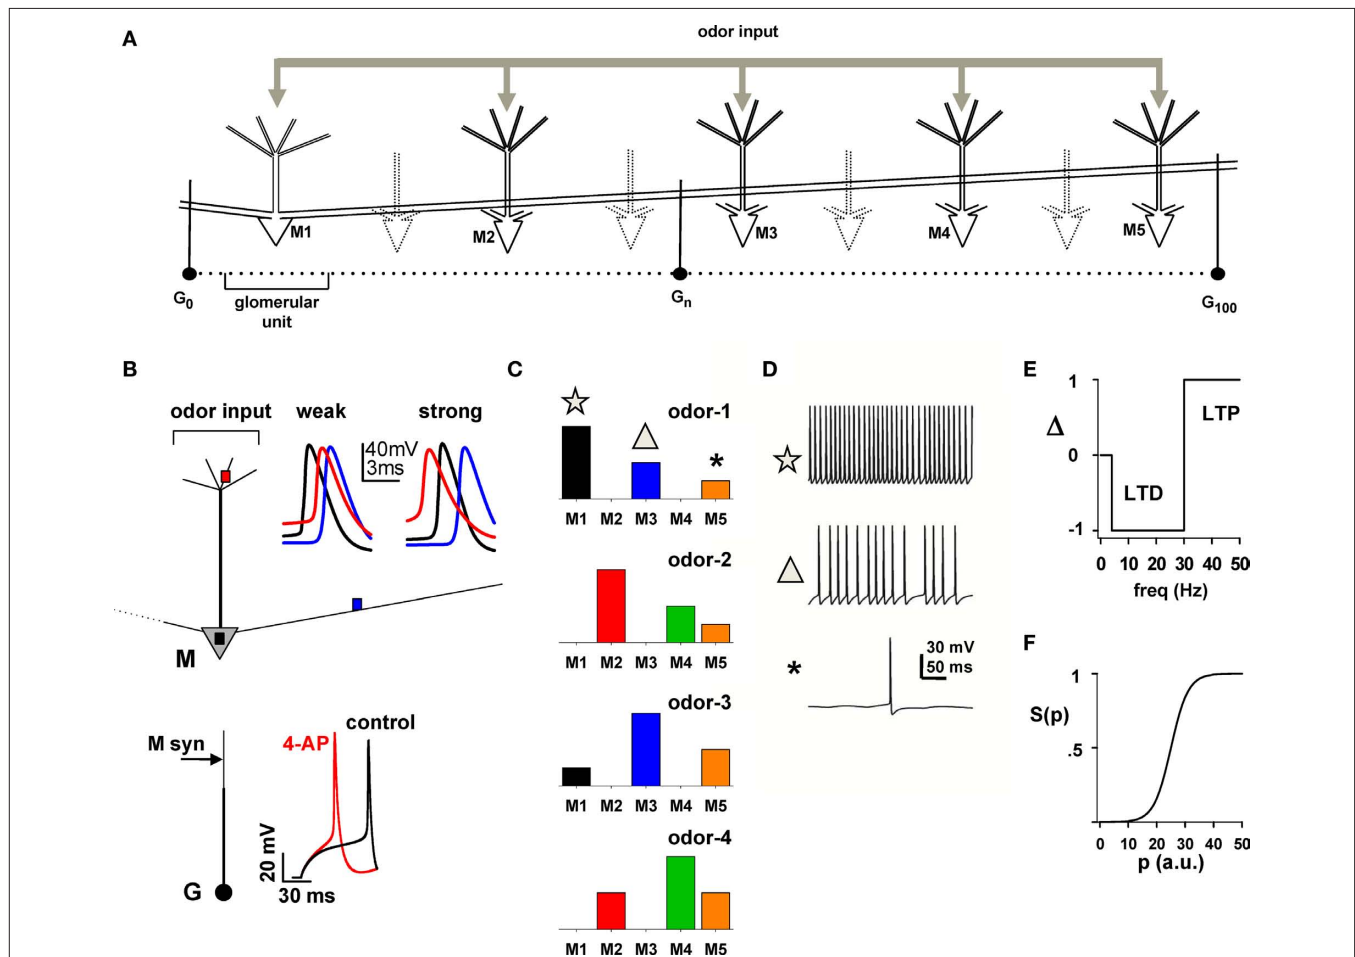 A
odor input
M1
M2
M3
M4
M5
G0
Gn
G100
glomerular
unit
B
odor input
weak
strong
40mV
3ms
M
M syn
G
4-AP
control
20 mV
30 ms
C
odor-1
*
M1 M2 M3 M4 M5
odor-2
M1 M2 M3 M4 M5
odor-3
M1 M2 M3 M4 M5
odor-4
M1 M2 M3 M4 M5
D
*
30 mV
50 ms
E
1
Δ
0
-1
LTP
LTD
0 10 20 30 40 50
freq (Hz)
F
1
S(p)
.5
0 10 20 30 40 50
p (a.u.)